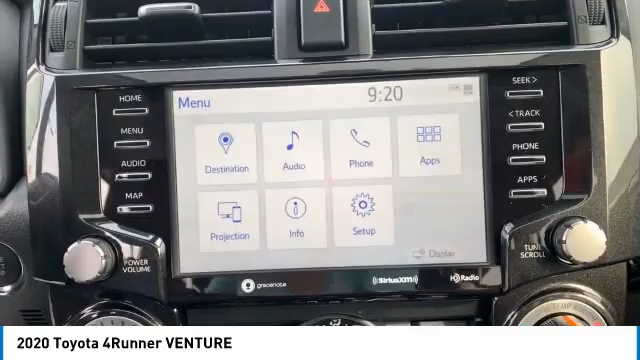 HOME
MENU
AUDIO
MAP
POWER
VOLUME
Menu
9:20
Destination
Audio
Phone
Apps
Projection
Info
Setup
Display
gracenote
SiriusXM
HD Radio
SEEK >
< TRACK
PHONE
APPS
TUNE
SCROLL
TEMP
2020 Toyota 4Runner VENTURE